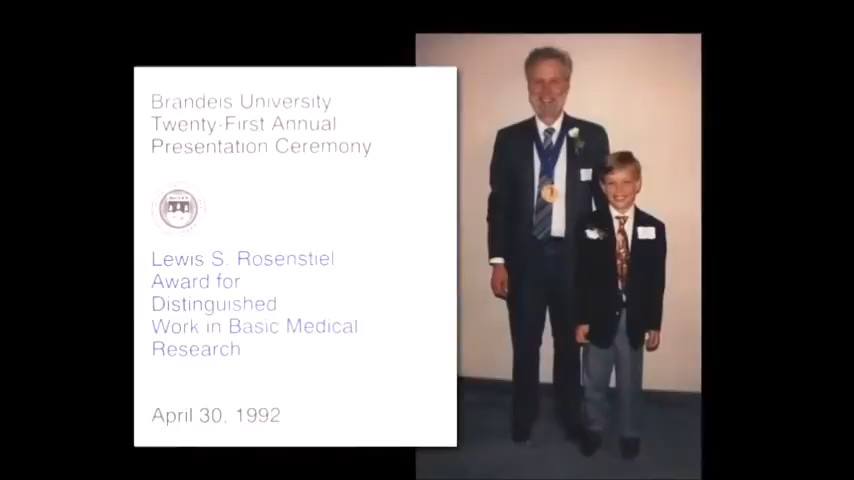 Brandeis University
Twenty-First Annual
Presentation Ceremony
Lewis S. Rosenstiel
Award for
Distinguished
Work in Basic Medical
Research
April 30, 1992